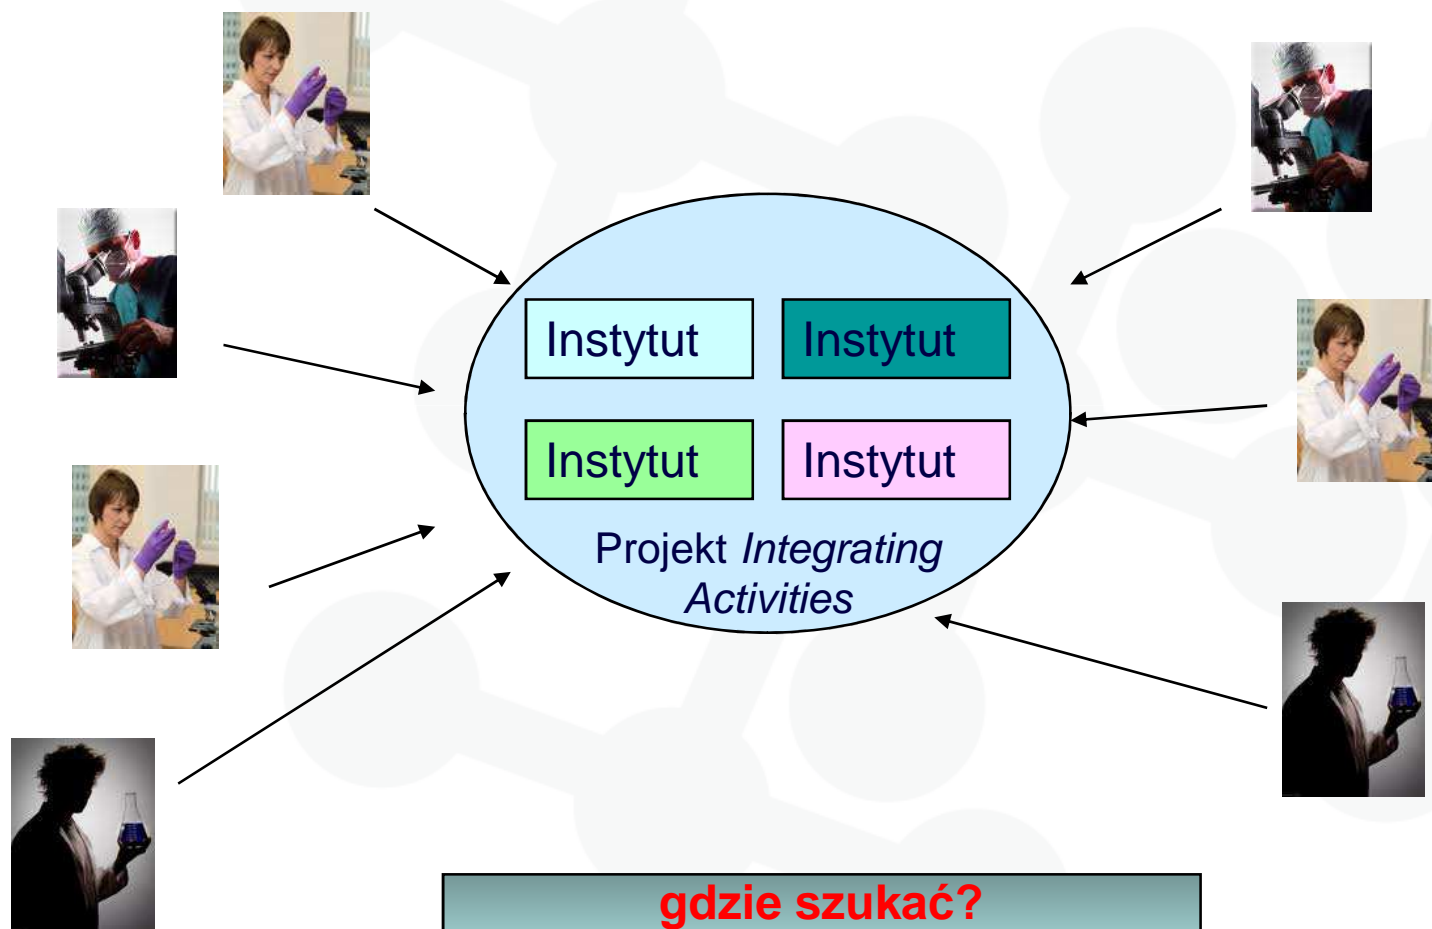 Instytut Instytut
Instytut Instytut
Projekt Integrating
Activities
gdzie szukać?